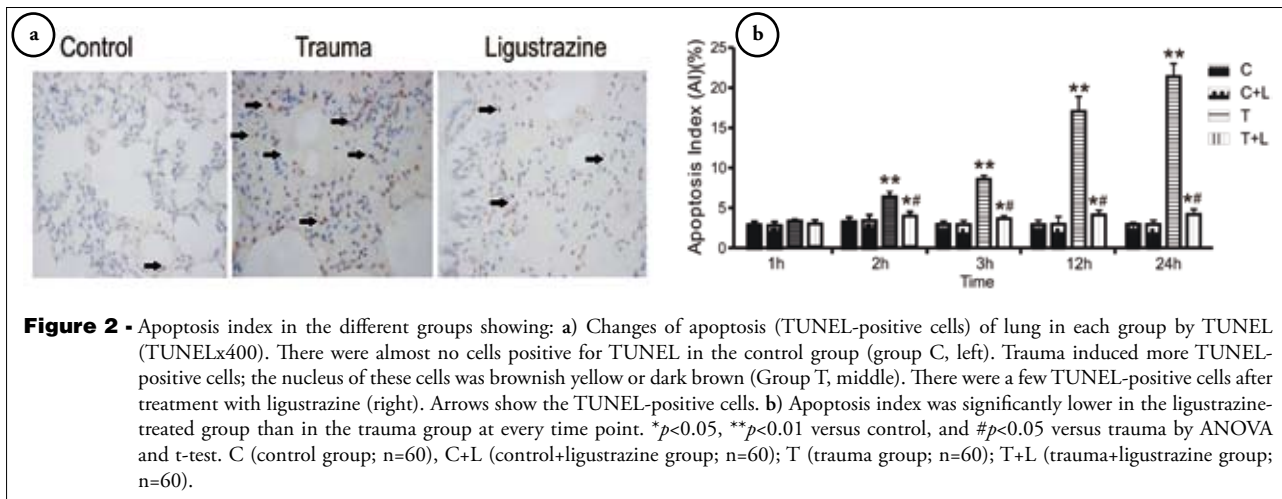 a
Control
Trauma
Ligustrazine
b
Apoptosis Index (AI)(%)
25
20
15
10
5
0
**
**
**
**
*#
*#
*#
*#
1h
2h
3h
12h
24h
Time
C
C+L
T
T+L
Figure 2 - Apoptosis index in the different groups showing: a) Changes of apoptosis (TUNEL-positive cells) of lung in each group by TUNEL
(TUNELx400). There were almost no cells positive for TUNEL in the control group (group C, left). Trauma induced more TUNEL-
positive cells; the nucleus of these cells was brownish yellow or dark brown (Group T, middle). There were a few TUNEL-positive cells after
treatment with ligustrazine (right). Arrows show the TUNEL-positive cells. b) Apoptosis index was significantly lower in the ligustrazine-
treated group than in the trauma group at every time point. *p<0.05, **p<0.01 versus control, and #p<0.05 versus trauma by ANOVA
and t-test. C (control group; n=60), C+L (control+ligustrazine group; n=60); T (trauma group; n=60); T+L (trauma+ligustrazine group;
n=60).